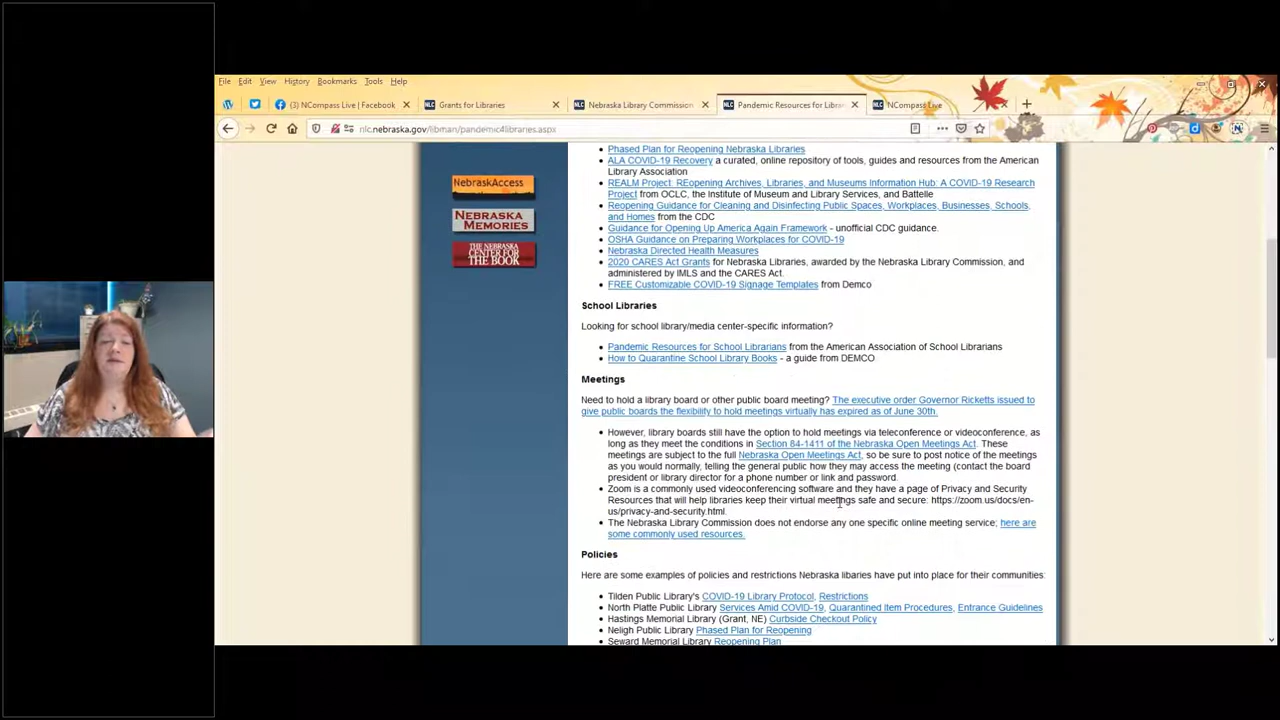 File Edit View History Bookmarks Tools Help
(3) NCompass Live | Facebook
Grants for Libraries
Nebraska Library Commission
Pandemic Resources for Librar
NCompass Live
nlc.nebraska.gov/libman/pandemic4libraries.aspx
NebraskAccess
NEBRASKA
MEMORIES
THE NEBRASKA
CENTER FOR
THE BOOK
Phased Plan for Reopening Nebraska Libraries
ALA COVID-19 Recovery a curated, online repository of tools, guides and resources from the American
Library Association
REALM Project: REopening Archives, Libraries, and Museums Information Hub: A COVID-19 Research
Project from OCLC, the Institute of Museum and Library Services, and Battelle
Reopening Guidance for Cleaning and Disinfecting Public Spaces, Workplaces, Businesses, Schools,
and Homes from the CDC
Guidance for Opening Up America Again Framework - unofficial CDC guidance.
OSHA Guidance on Preparing Workplaces for COVID-19
Nebraska Directed Health Measures
2020 CARES Act Grants for Nebraska Libraries, awarded by the Nebraska Library Commission, and
administered by IMLS and the CARES Act.
FREE Customizable COVID-19 Signage Templates from Demco
School Libraries
Looking for school library/media center-specific information?
Pandemic Resources for School Librarians from the American Association of School Librarians
How to Quarantine School Library Books - a guide from DEMCO
Meetings
Need to hold a library board or other public board meeting? The executive order Governor Ricketts issued to
give public boards the flexibility to hold meetings virtually has expired as of June 30th.
However, library boards still have the option to hold meetings via teleconference or videoconference, as
long as they meet the conditions in Section 84-1411 of the Nebraska Open Meetings Act. These
meetings are subject to the full Nebraska Open Meetings Act, so be sure to post notice of the meetings
as you would normally, telling the general public how they may access the meeting (contact the board
president or library director for a phone number or link and password.
Zoom is a commonly used videoconferencing software and they have a page of Privacy and Security
Resources that will help libraries keep their virtual meetings safe and secure: https://zoom.us/docs/en-
us/privacy-and-security.html.
The Nebraska Library Commission does not endorse any one specific online meeting service; here are
some commonly used resources.
Policies
Here are some examples of policies and restrictions Nebraska libaries have put into place for their communities:
Tilden Public Library's COVID-19 Library Protocol, Restrictions
North Platte Public Library Services Amid COVID-19, Quarantined Item Procedures, Entrance Guidelines
Hastings Memorial Library (Grant, NE) Curbside Checkout Policy
Neligh Public Library Phased Plan for Reopening
Seward Memorial Library Reopening Plan